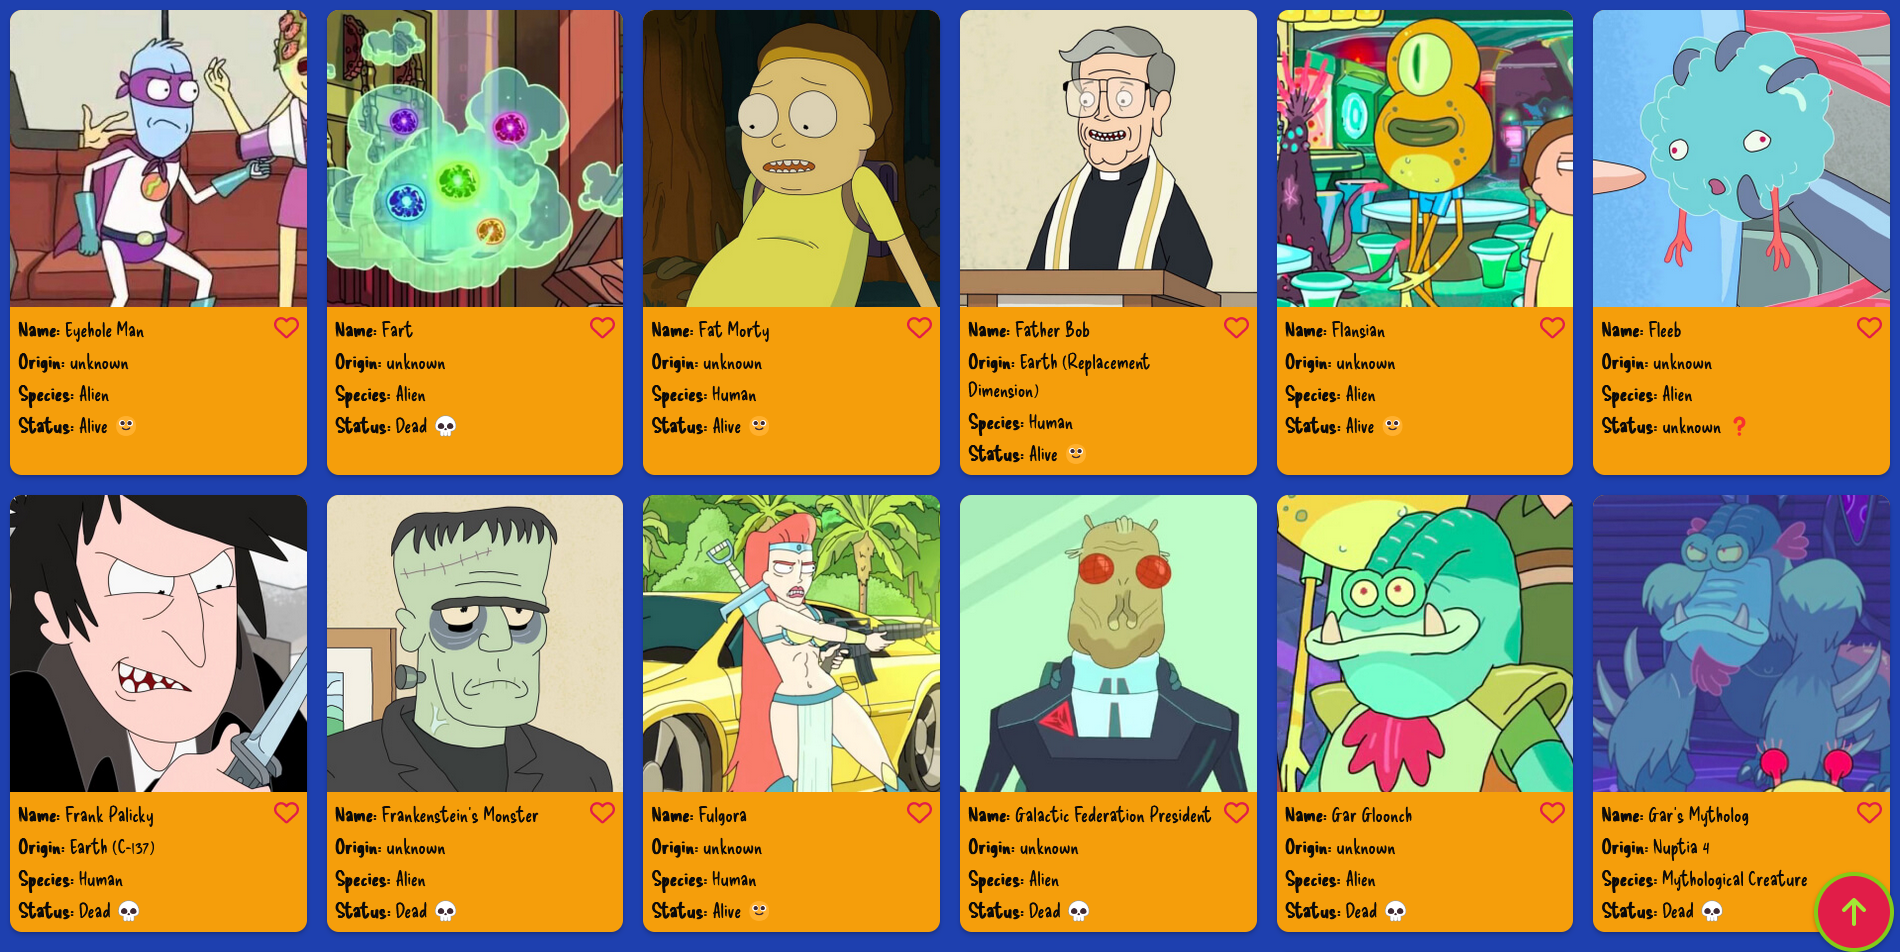 Name: Eyehole Man
Origin: unknown
Species: Alien
Status: Alive
Name: Fart
Origin: unknown
Species: Alien
Status: Dead
Name: Fat Morty
Origin: unknown
Species: Human
Status: Alive
Name: Father Bob
Origin: Earth (Replacement
Dimension)
Species: Human
Status: Alive
Name: Flansian
Origin: unknown
Species: Alien
Status: Alive
Name: Fleeb
Origin: unknown
Species: Alien
Status: unknown ❓
Name: Frank Palicky
Origin: Earth (C-137)
Species: Human
Status: Dead
Name: Frankenstein's Monster
Origin: unknown
Species: Alien
Status: Dead
Name: Fulgora
Origin: unknown
Species: Human
Status: Alive
Name: Galactic Federation President
Origin: unknown
Species: Alien
Status: Dead
Name: Gar Gloonch
Origin: unknown
Species: Alien
Status: Dead
Name: Gar's Mytholog
Origin: Nuptia 4
Species: Mythological Creature
Status: Dead